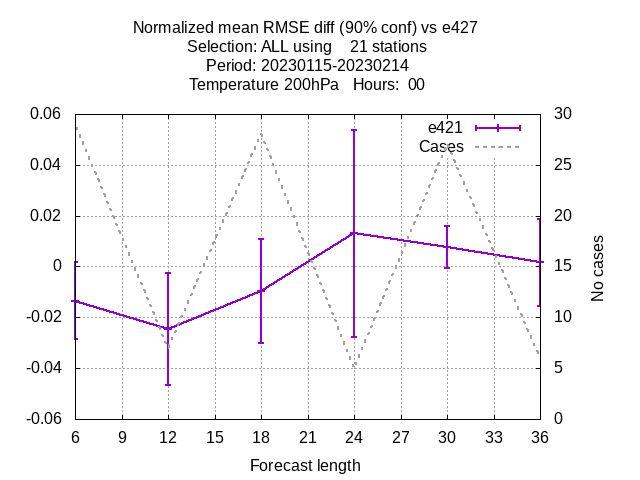 Normalized mean RMSE diff (90% conf) vs e427
Selection: ALL using    21 stations
Period: 20230115-20230214
Temperature 200hPa   Hours:  00
0.06
0.04
0.02
0
-0.02
-0.04
-0.06
30
25
20
15
10
5
0
e421
Cases
No cases
6 9 12 15 18 21 24 27 30 33 36
Forecast length